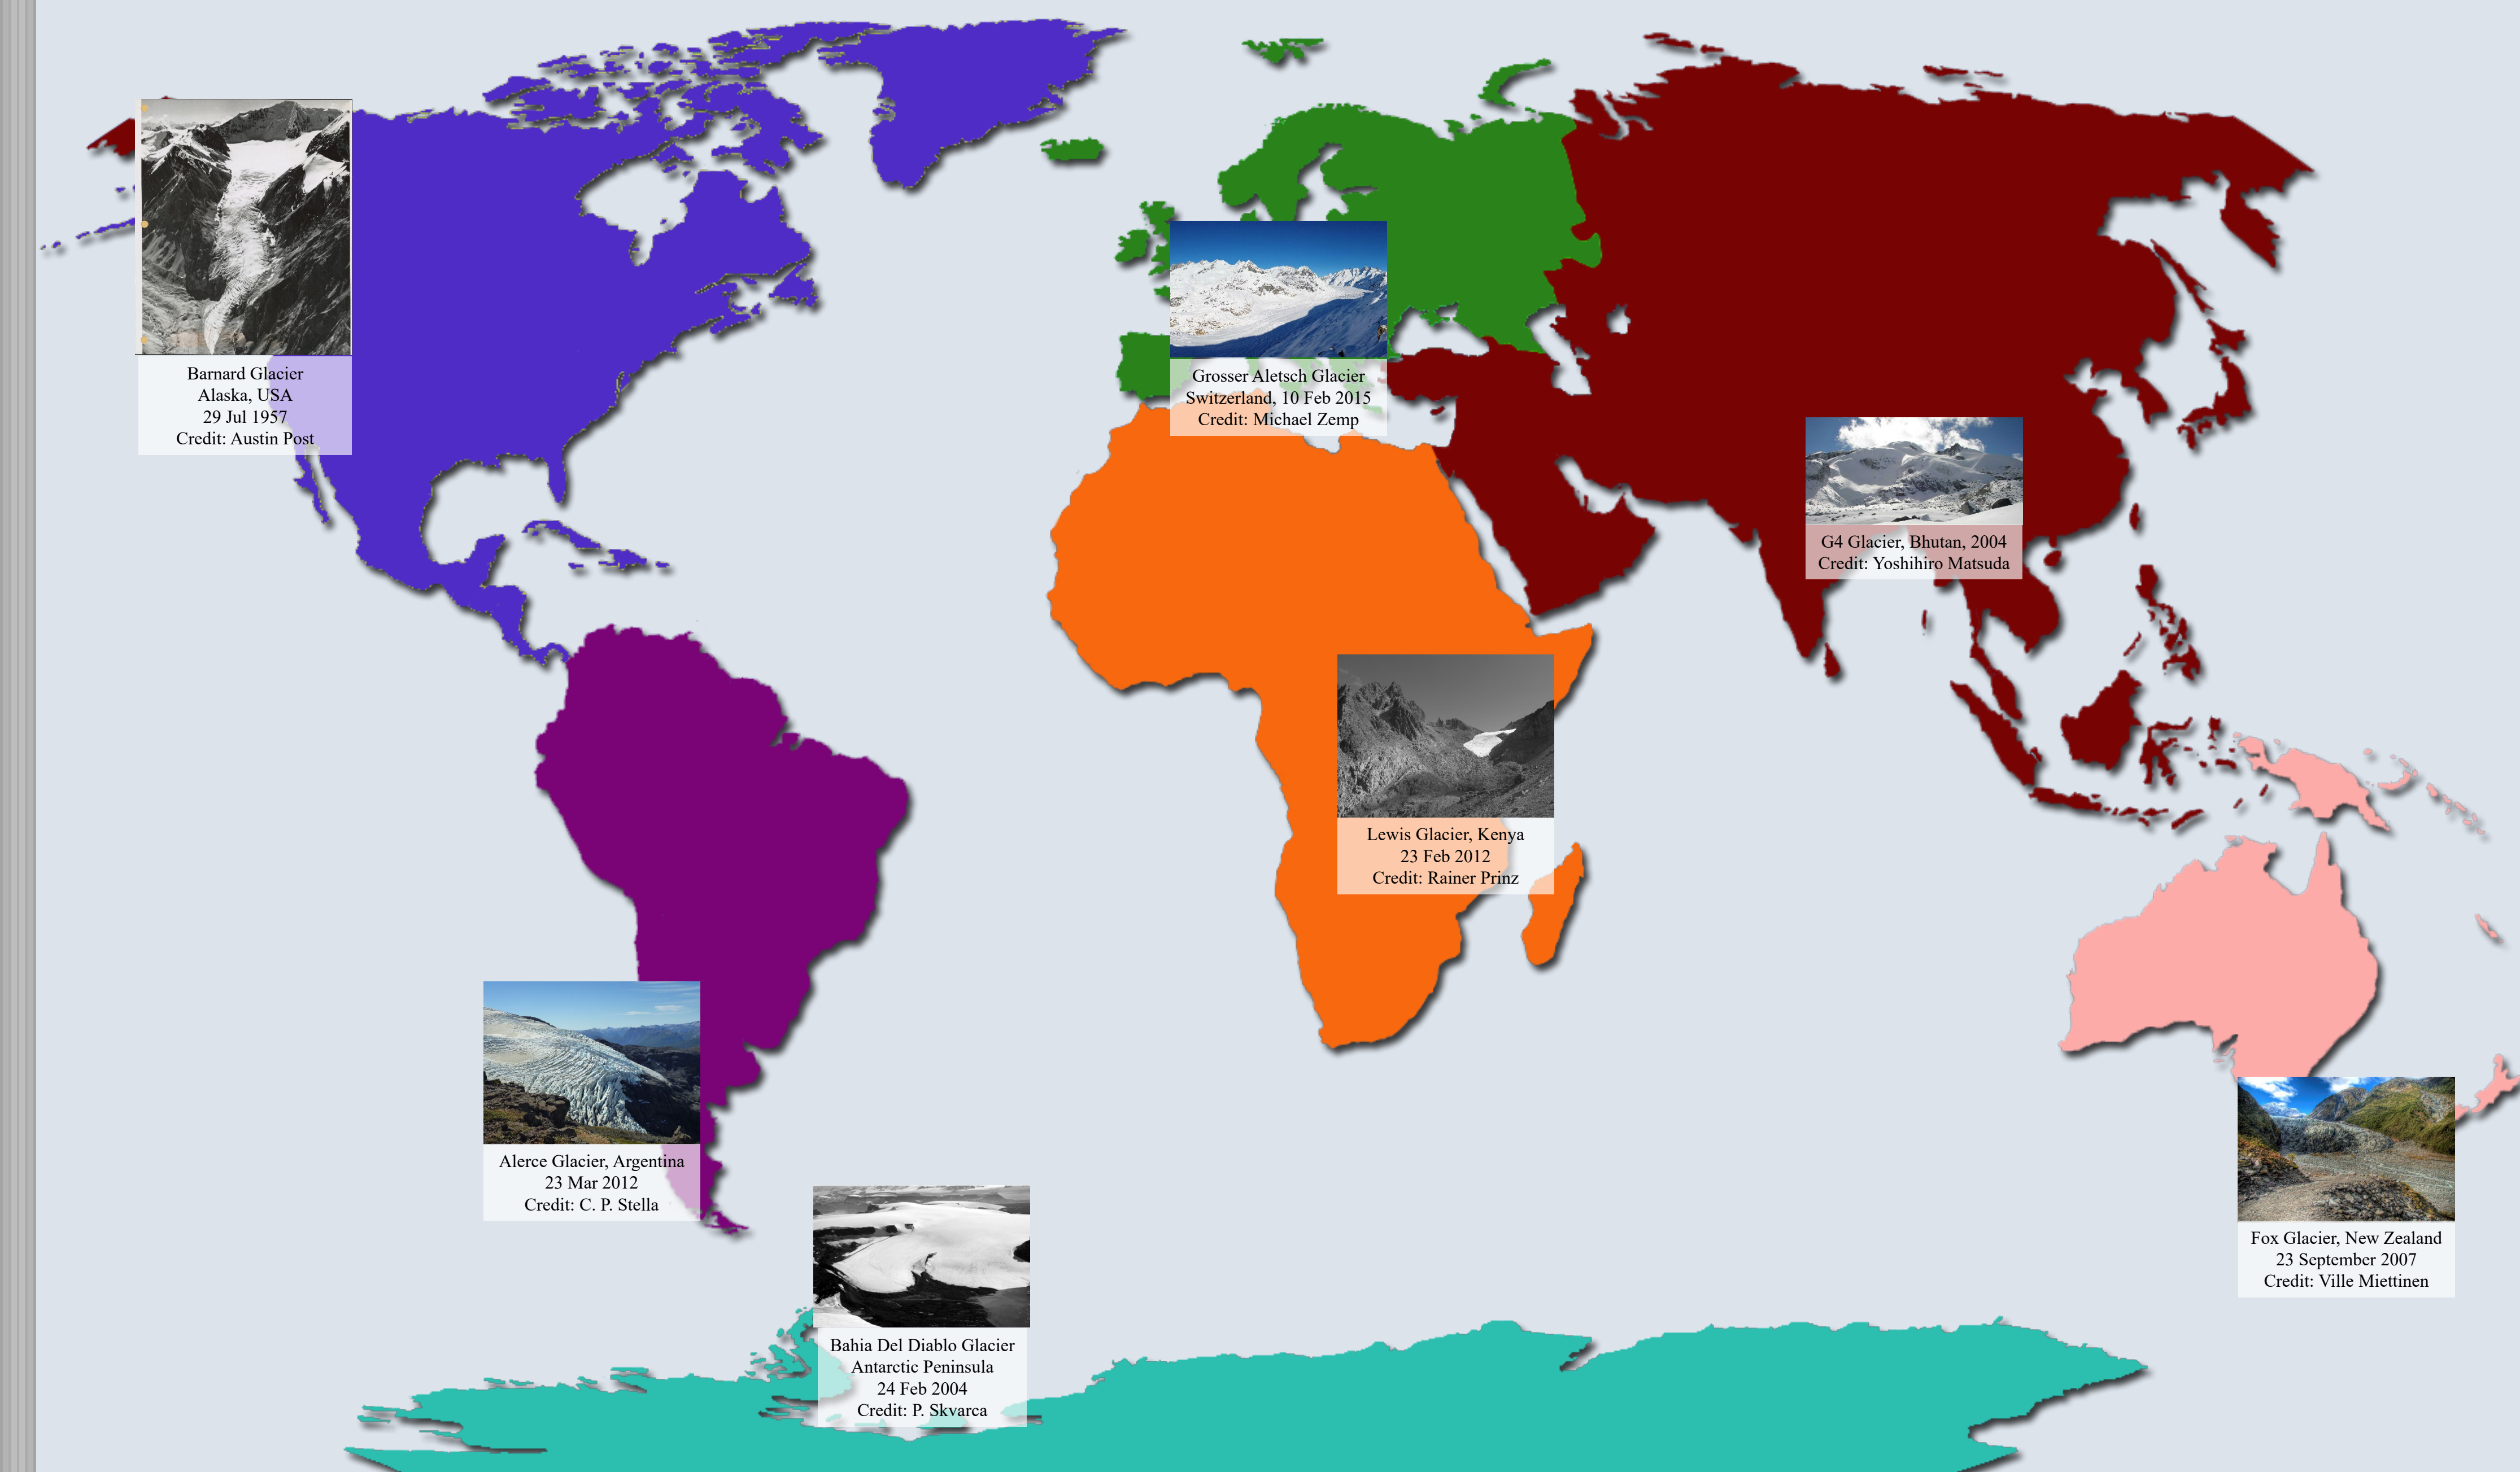 Barnard Glacier
Alaska, USA
29 Jul 1957
Credit: Austin Post
Grosser Aletsch Glacier
Switzerland, 10 Feb 2015
Credit: Michael Zemp
G4 Glacier, Bhutan, 2004
Credit: Yoshihiro Matsuda
Lewis Glacier, Kenya
23 Feb 2012
Credit: Rainer Prinz
Alerce Glacier, Argentina
23 Mar 2012
Credit: C. P. Stella
Fox Glacier, New Zealand
23 September 2007
Credit: Ville Miettinen
Bahia Del Diablo Glacier
Antarctic Peninsula
24 Feb 2004
Credit: P. Skvarca